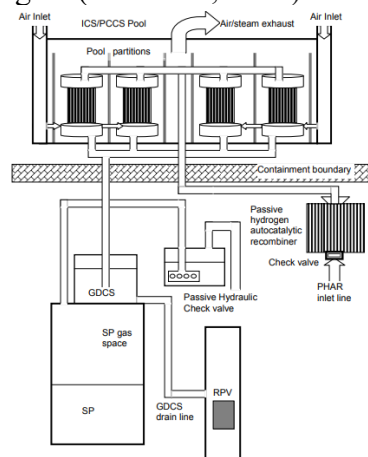 Air Inlet
ICS/PCCS Pool
Air/steam exhaust
Air Inlet
Pool partitions
Containment boundary
Passive
hydrogen
autocatalytic
recombiner
Check valve
PHAR
inlet line
GDCS
Passive Hydraulic
Check valve
SP gas
space
SP
GDCS
drain line
RPV